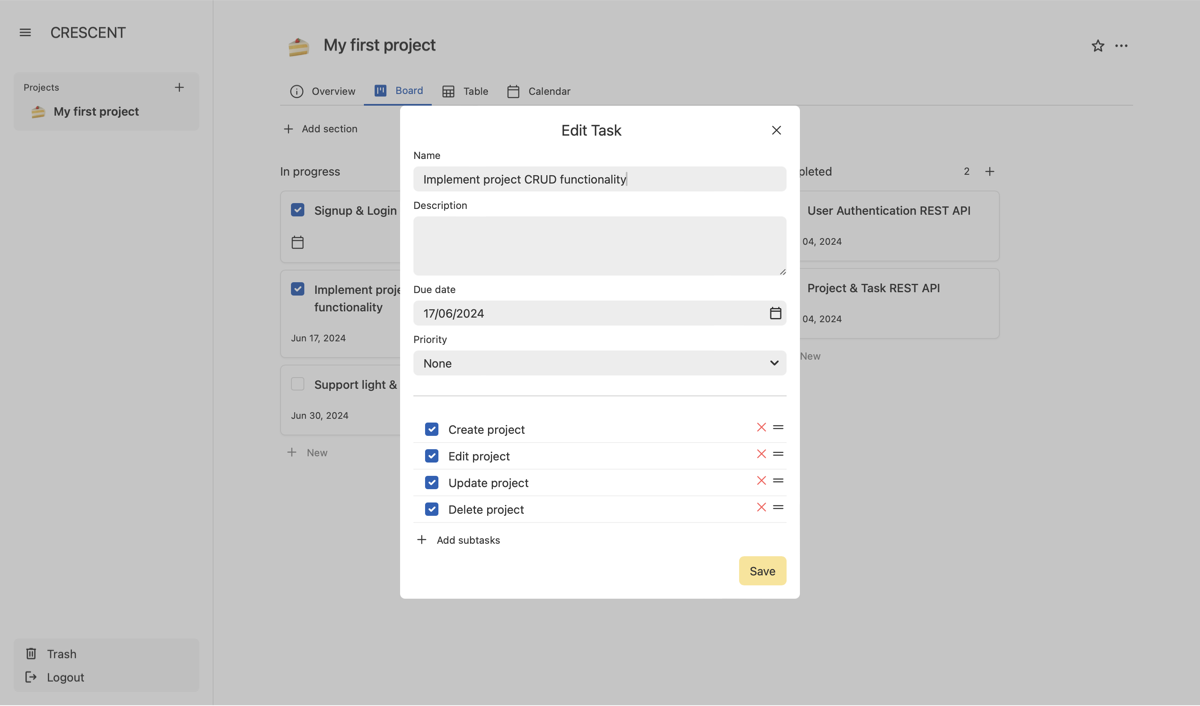 CRESCENT
Projects
My first project
Trash
Logout
My first project
Overview
Board
Table
Calendar
Add section
In progress
Signup & Login
Implement proje
functionality
Jun 17, 2024
Support light &
Jun 30, 2024
New
Edit Task
Name
Implement project CRUD functionality
Description
Due date
17/06/2024
Priority
None
Create project
Edit project
Update project
Delete project
Add subtasks
Save
pleted 2
User Authentication REST API
04, 2024
Project & Task REST API
04, 2024
New